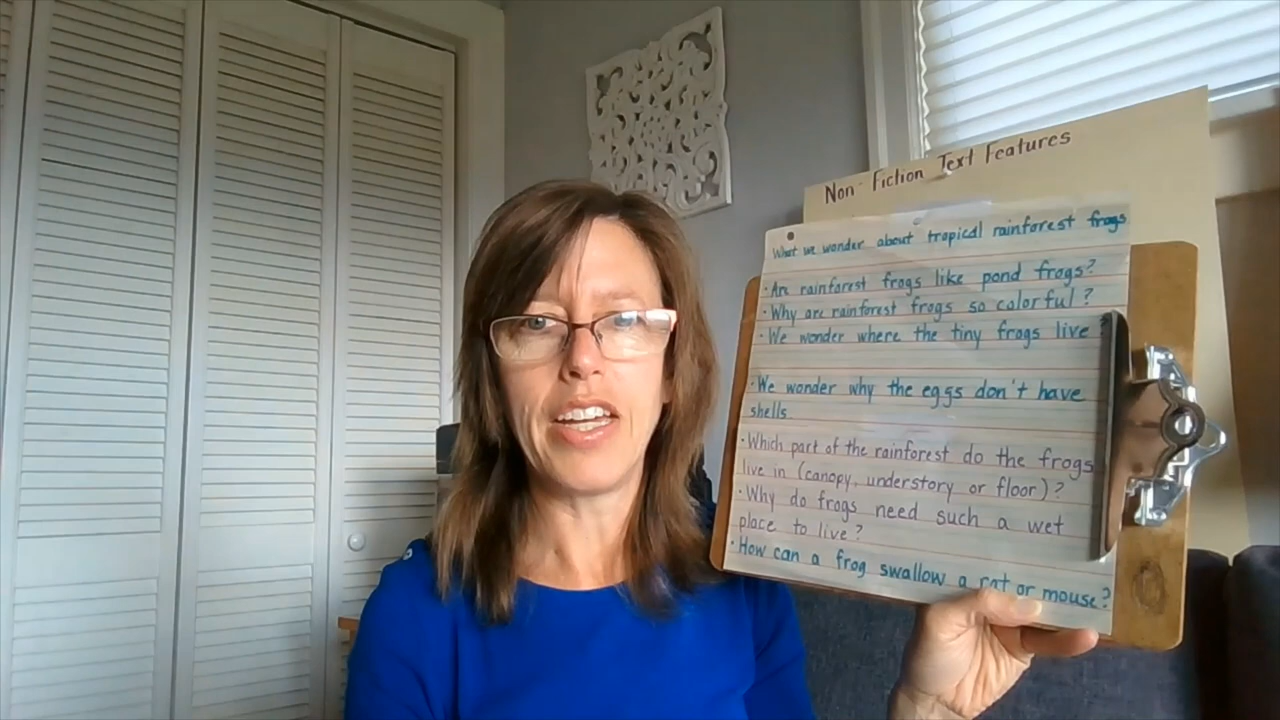 Non-Fiction Text Features
What we wonder about tropical rainforest frogs
·Are rainforest frogs like pond frogs?
·Why are rainforest frogs so colorful?
·We wonder where the tiny frogs live
·We wonder why the eggs don't have
shells
·Which part of the rainforest do the frogs
live in (canopy, understory or floor)?
·Why do frogs need such a wet
place to live?
·How can a frog swallow a rat or mouse?